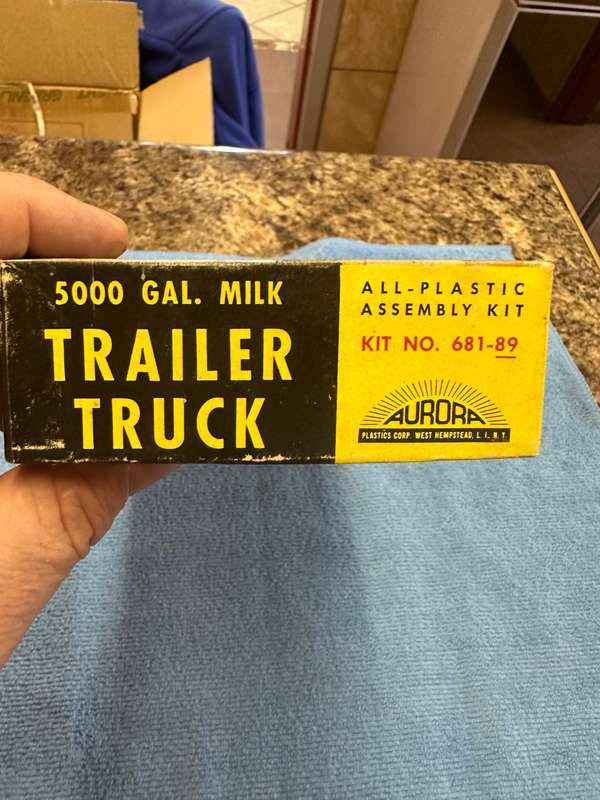 5000 GAL. MILK
TRAILER
TRUCK
ALL-PLASTIC
ASSEMBLY KIT
KIT NO. 681-89
AURORA
PLASTICS CORP. WEST HEMPSTEAD, L. I., N. Y.